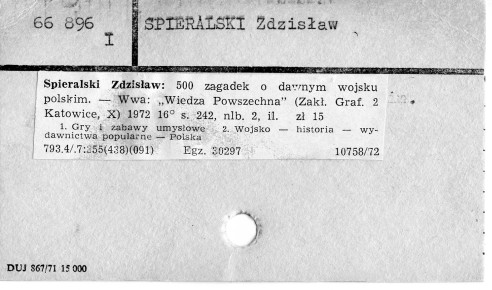 66 896
I
SPIERALSKI Zdzisław
Spieralski Zdzisław: 500 zagadek o dawnym wojsku
polskim. — Wwa: „Wiedza Powszechna" (Zakł. Graf. 2
Katowice, X) 1972 16° s. 242, nlb. 2, il. zł 15
1. Gry i zabawy umysłowe 2. Wojsko — historia — wy-
dawnictwa popularne — Polska
793.4/.7:355(438)(091) Egz. 30297 10758/72
DUJ 867/71 15 000